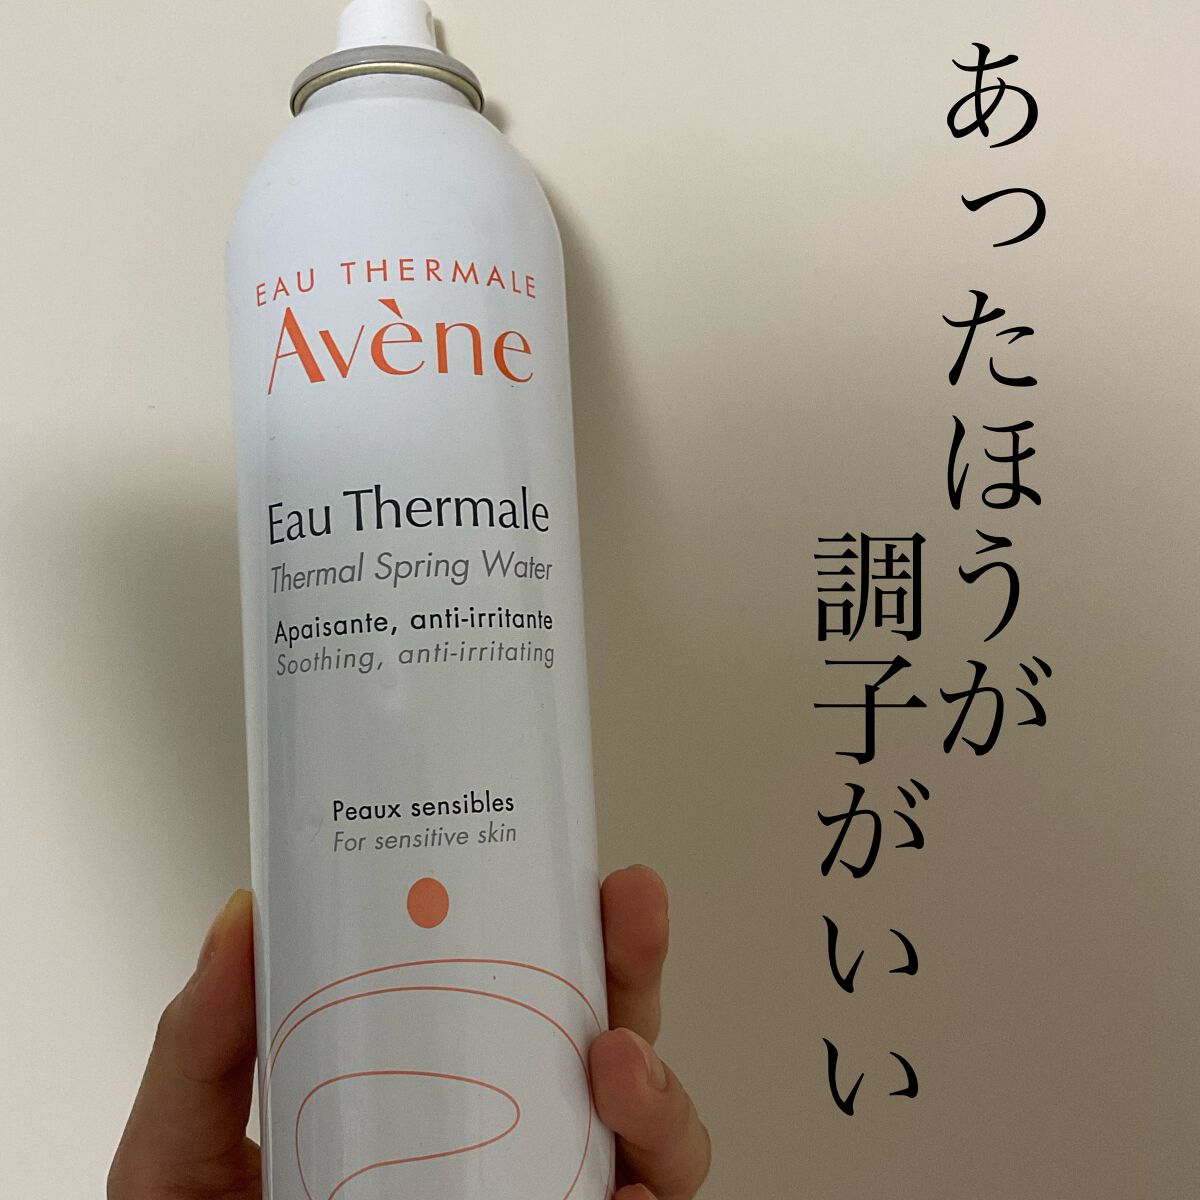 EAU THERMALE
Avène
Eau Thermale
Thermal Spring Water
Apaisante, anti-irritante
Soothing, anti-irritating
Peaux sensibles
For sensitive skin
あったほうが
調子がいい